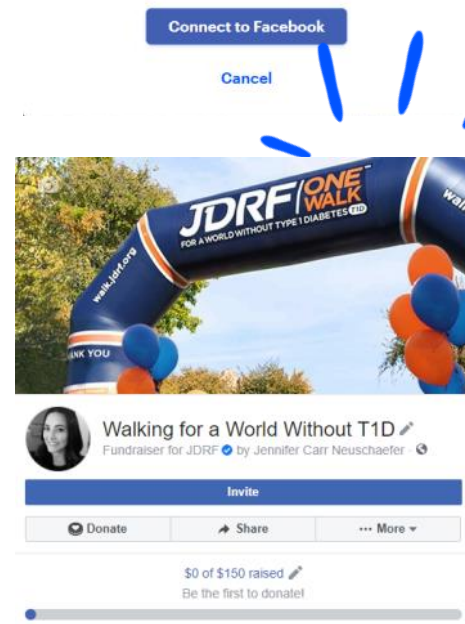 Connect to Facebook
Cancel
JDRF ONE WALK™
FOR A WORLD WITHOUT TYPE 1 DIABETES T1D
walk.jdrf.org
THANK YOU
Walking for a World Without T1D
Fundraiser for JDRF by Jennifer Carr Neuschaefer
Invite
Donate Share ··· More
$0 of $150 raised
Be the first to donate!